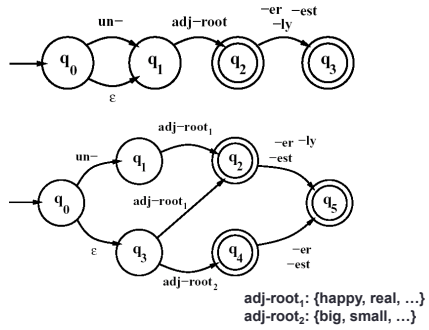 un−
adj−root
−er −est
−ly
q0
q1
q2
q3
ε
adj−root1
−er −ly
−est
un−
q1
q2
adj−root1
q0
q5
ε
q3
q4
−er
−est
adj−root2
adj-root1: {happy, real, …}
adj-root2: {big, small, …}